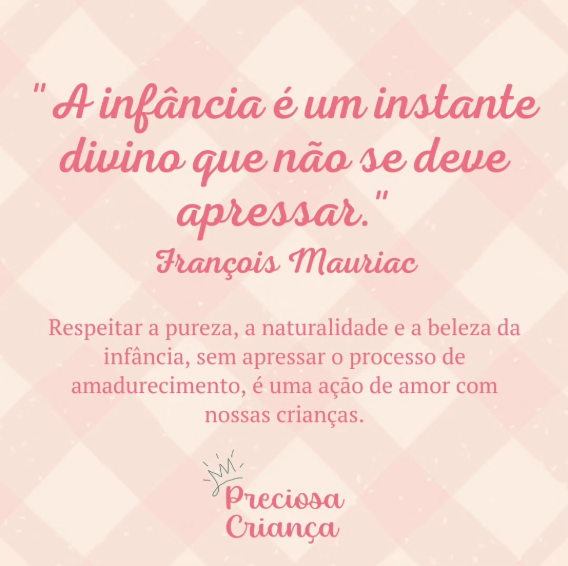 "A infância é um instante
divino que não se deve
apressar."
François Mauriac
Respeitar a pureza, a naturalidade e a beleza da
infância, sem apressar o processo de
amadurecimento, é uma ação de amor com
nossas crianças.
Preciosa
Criança